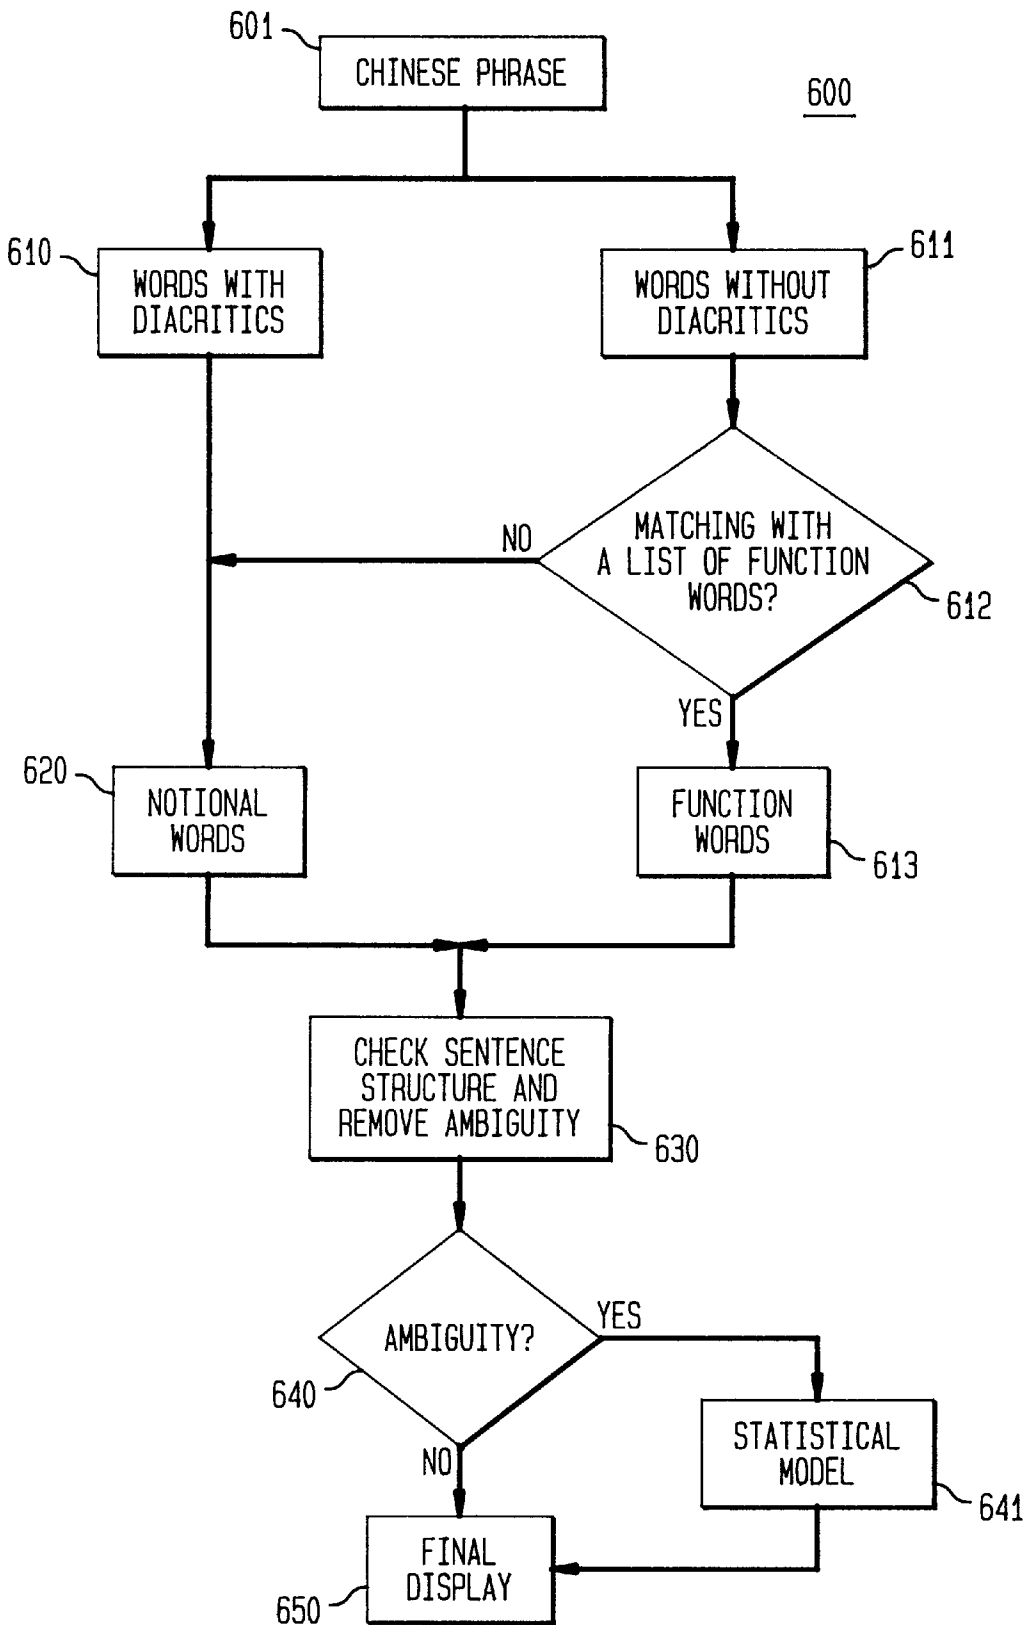 601
CHINESE PHRASE
600
610
WORDS WITH
DIACRITICS
611
WORDS WITHOUT
DIACRITICS
NO
MATCHING WITH
A LIST OF FUNCTION
WORDS?
612
YES
620
NOTIONAL
WORDS
FUNCTION
WORDS
613
CHECK SENTENCE
STRUCTURE AND
REMOVE AMBIGUITY
630
AMBIGUITY?
YES
640
NO
STATISTICAL
MODEL
641
FINAL
DISPLAY
650